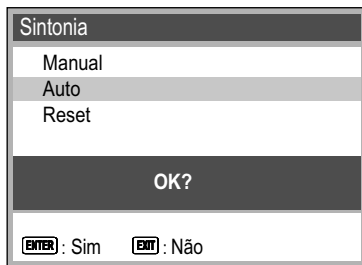 Sintonia
Manual
Auto
Reset
OK?
ENTER : Sim EXIT : Não